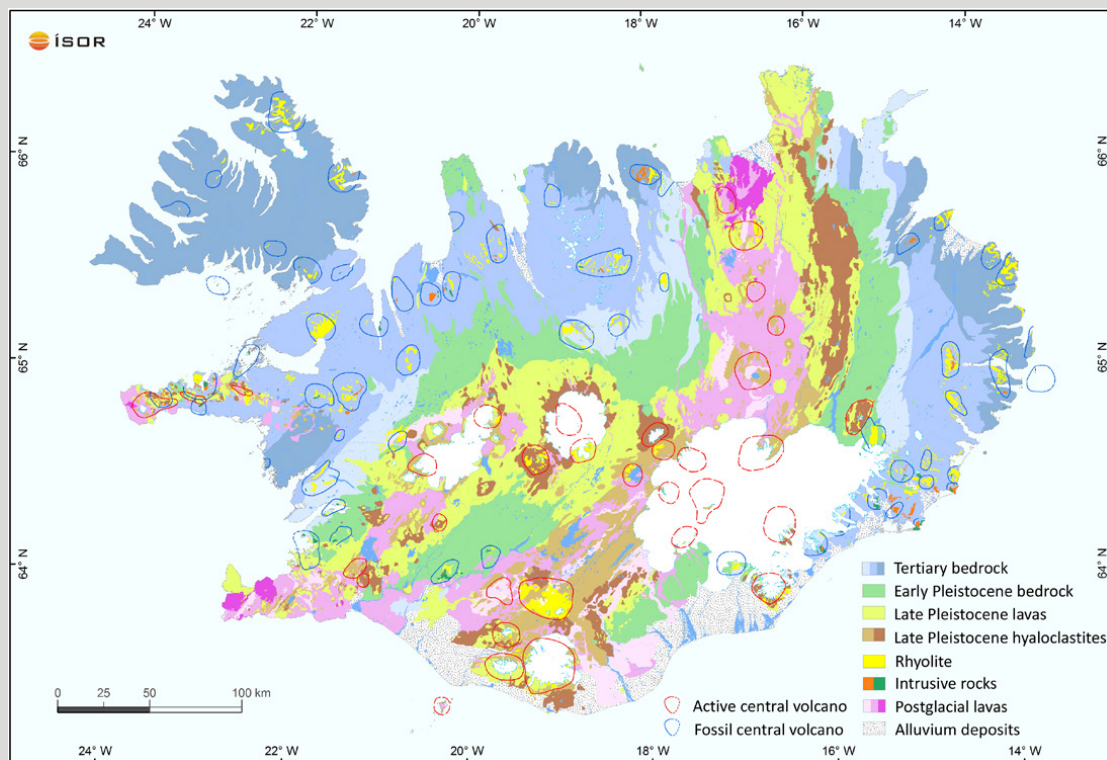 24° W 22° W 20° W 18° W 16° W 14° W
ÍSOR
66° N 66° N
65° N 65° N
64° N 64° N
Tertiary bedrock
Early Pleistocene bedrock
Late Pleistocene lavas
Late Pleistocene hyaloclastites
Rhyolite
Intrusive rocks
Postglacial lavas
Alluvium deposits
Active central volcano
Fossil central volcano
0 25 50 100 km
24° W 22° W 20° W 18° W 16° W 14° W